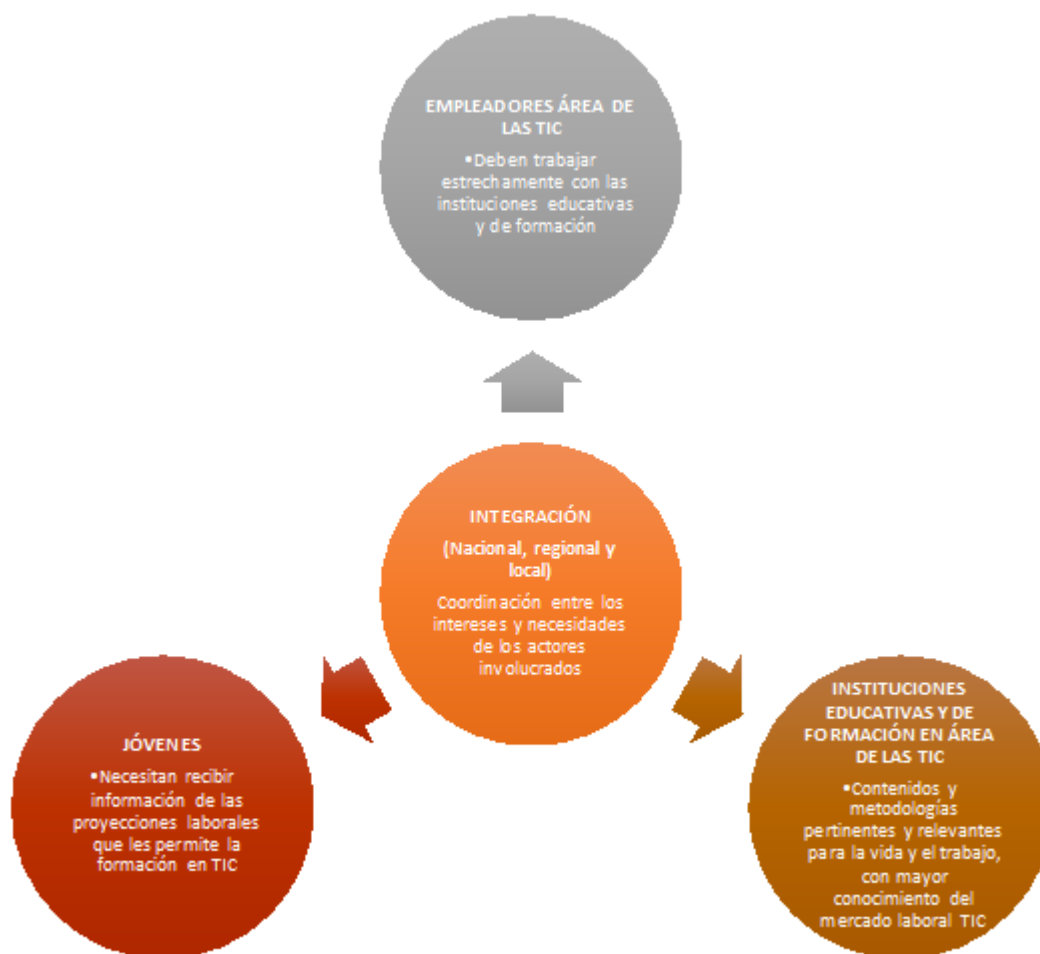 EMPLEADORES ÁREA DE
LAS TIC
•Deben trabajar
estrechamente con las
instituciones educativas
y de formación
INTEGRACIÓN
(Nacional, regional y
local)
Coordinación entre los
intereses y necesidades
de los actores
involucrados
JÓVENES
•Necesitan recibir
información de las
proyecciones laborales
que les permite la
formación en TIC
INSTITUCIONES
EDUCATIVAS Y DE
FORMACIÓN EN ÁREA
DE LAS TIC
•Contenidos y
metodologías
pertinentes y relevantes
para la vida y el trabajo,
con mayor
conocimiento del
mercado laboral TIC